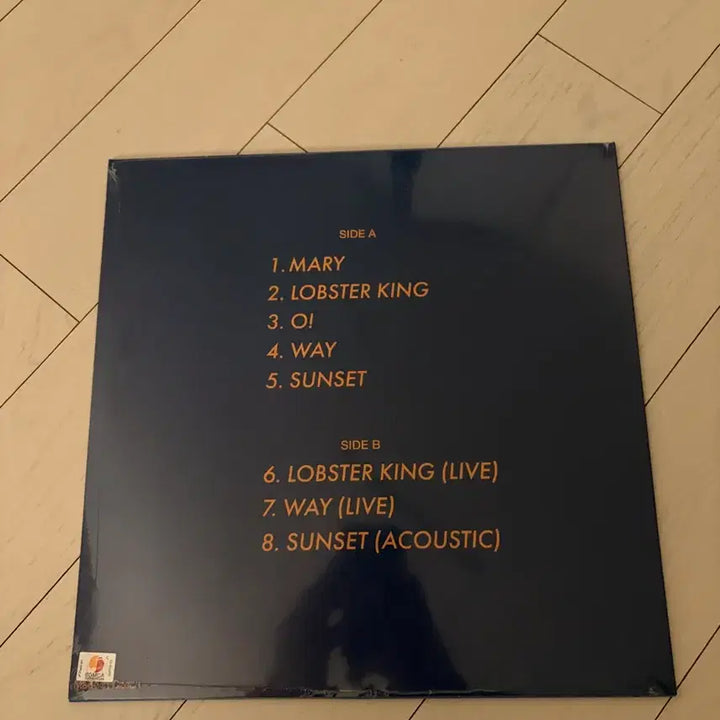 SIDE A
1. MARY
2. LOBSTER KING
3. O!
4. WAY
5. SUNSET
SIDE B
6. LOBSTER KING (LIVE)
7. WAY (LIVE)
8. SUNSET (ACOUSTIC)